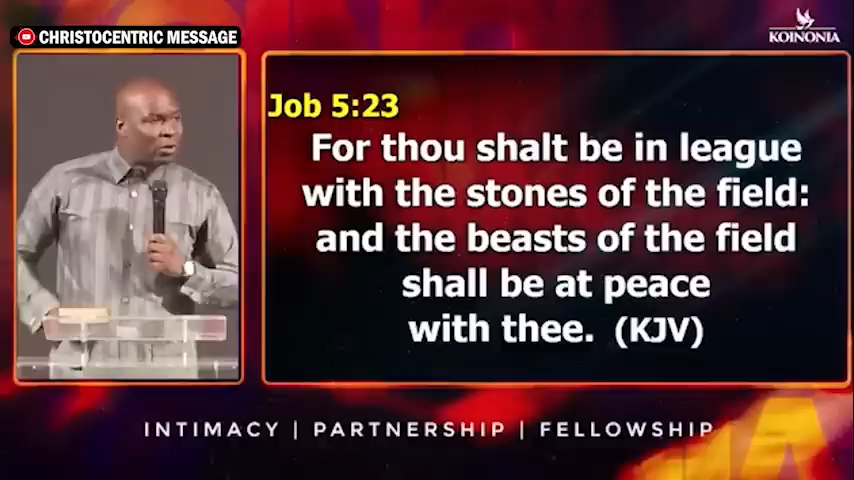 CHRISTOCENTRIC MESSAGE
KOINONIA
Job 5:23
For thou shalt be in league
with the stones of the field:
and the beasts of the field
shall be at peace
with thee. (KJV)
INTIMACY | PARTNERSHIP | FELLOWSHIP